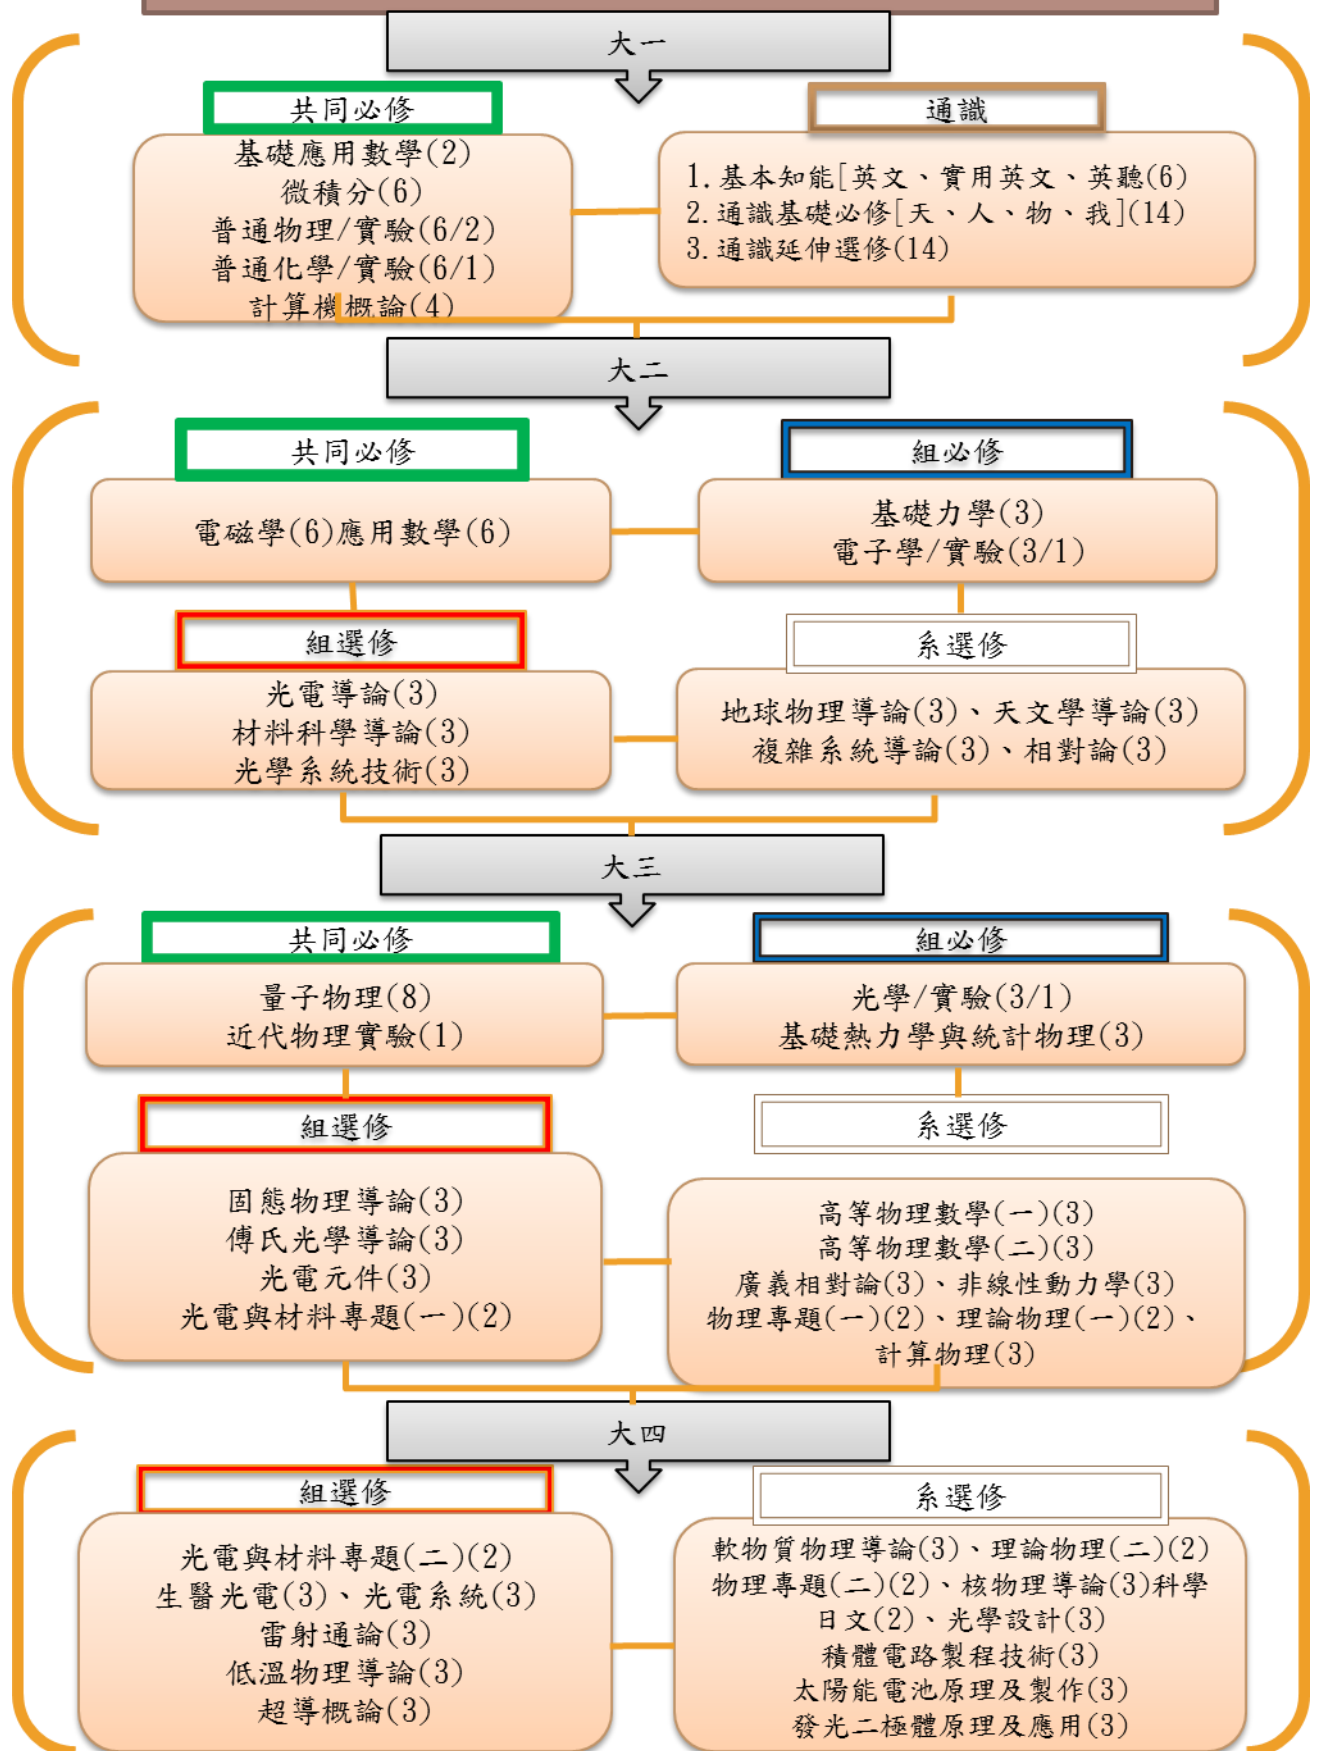 大一
共同必修
基礎應用數學(2)
微積分(6)
普通物理/實驗(6/2)
普通化學/實驗(6/1)
計算機概論(4)
通識
1.基本知能[英文、實用英文、英聽(6)
2.通識基礎必修[天、人、物、我](14)
3.通識延伸選修(14)
大二
共同必修
電磁學(6)應用數學(6)
組必修
基礎力學(3)
電子學/實驗(3/1)
組選修
光電導論(3)
材料科學導論(3)
光學系統技術(3)
系選修
地球物理導論(3)、天文學導論(3)
複雜系統導論(3)、相對論(3)
大三
共同必修
量子物理(8)
近代物理實驗(1)
組必修
光學/實驗(3/1)
基礎熱力學與統計物理(3)
組選修
固態物理導論(3)
傅氏光學導論(3)
光電元件(3)
光電與材料專題(一)(2)
系選修
高等物理數學(一)(3)
高等物理數學(二)(3)
廣義相對論(3)、非線性動力學(3)
物理專題(一)(2)、理論物理(一)(2)、
計算物理(3)
大四
組選修
光電與材料專題(二)(2)
生醫光電(3)、光電系統(3)
雷射通論(3)
低溫物理導論(3)
超導概論(3)
系選修
軟物質物理導論(3)、理論物理(二)(2)
物理專題(二)(2)、核物理導論(3)科學
日文(2)、光學設計(3)
積體電路製程技術(3)
太陽能電池原理及製作(3)
發光二極體原理及應用(3)